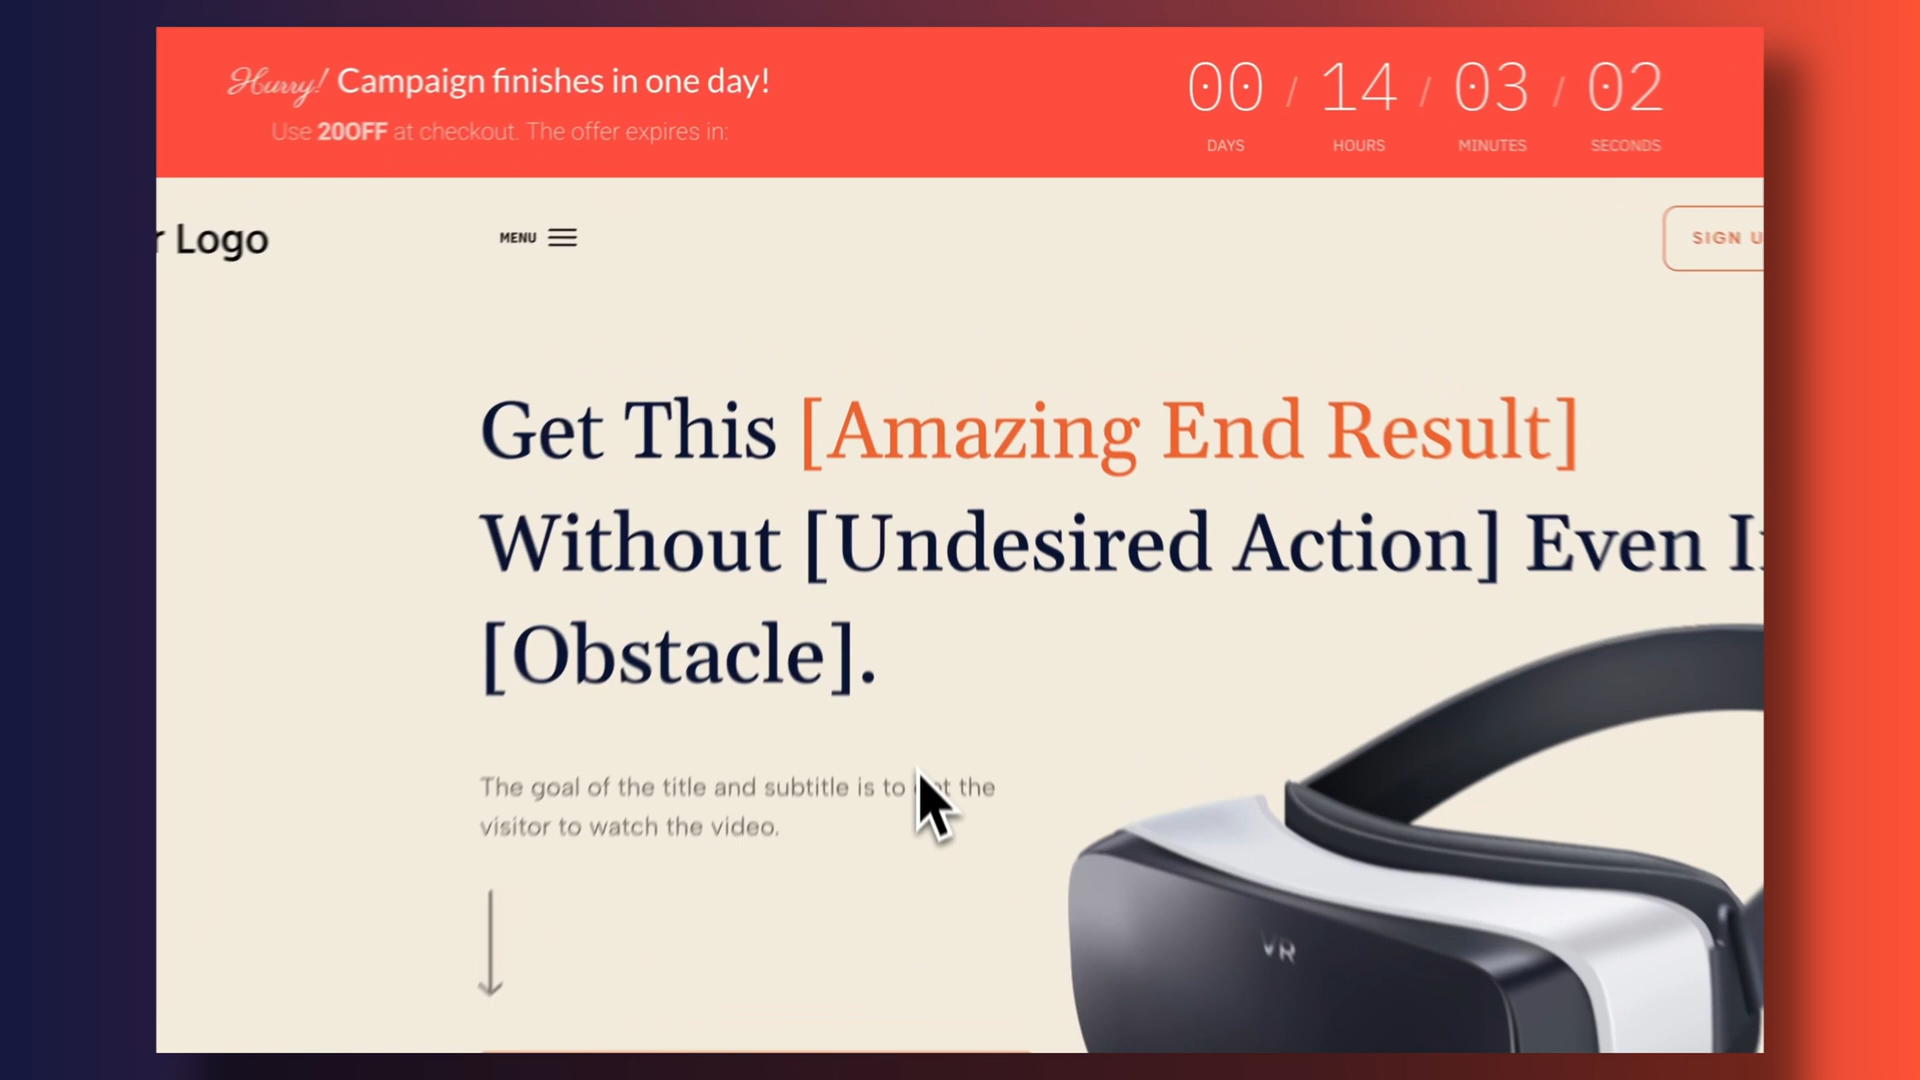 Hurry! Campaign finishes in one day!
Use 20OFF at checkout. The offer expires in:
00 / 14 / 03 / 02
DAYS HOURS MINUTES SECONDS
r Logo
MENU
SIGN U
Get This [Amazing End Result]
Without [Undesired Action] Even I
[Obstacle].
The goal of the title and subtitle is to the
visitor to watch the video.
VR